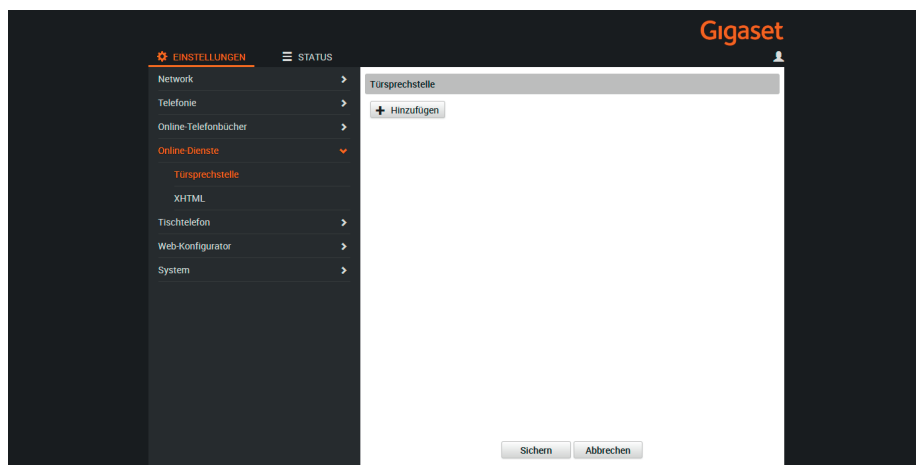 Gigaset
EINSTELLUNGEN
STATUS
Network
Telefonie
Online-Telefonbücher
Online-Dienste
Türsprechstelle
XHTML
Tischtelefon
Web-Konfigurator
System
Türsprechstelle
Hinzufügen
Sichern
Abbrechen